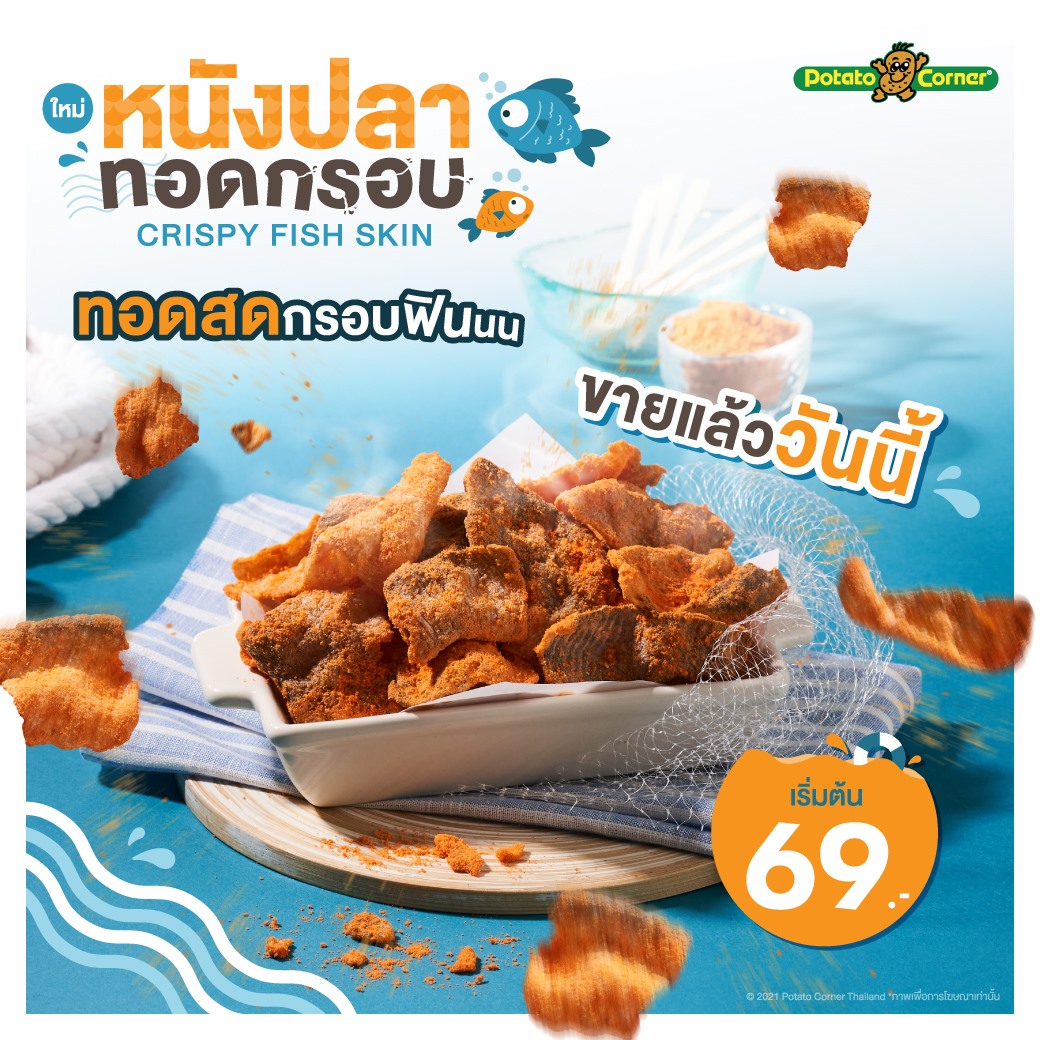 ใหม่
หนังปลา
ทอดกรอบ
CRISPY FISH SKIN
Potato Corner®
ทอดสดกรอบฟินนน
ขายแล้ววันนี้
เริ่มต้น
69.-
© 2021 Potato Corner Thailand *ภาพเพื่อการโฆษณาเท่านั้น